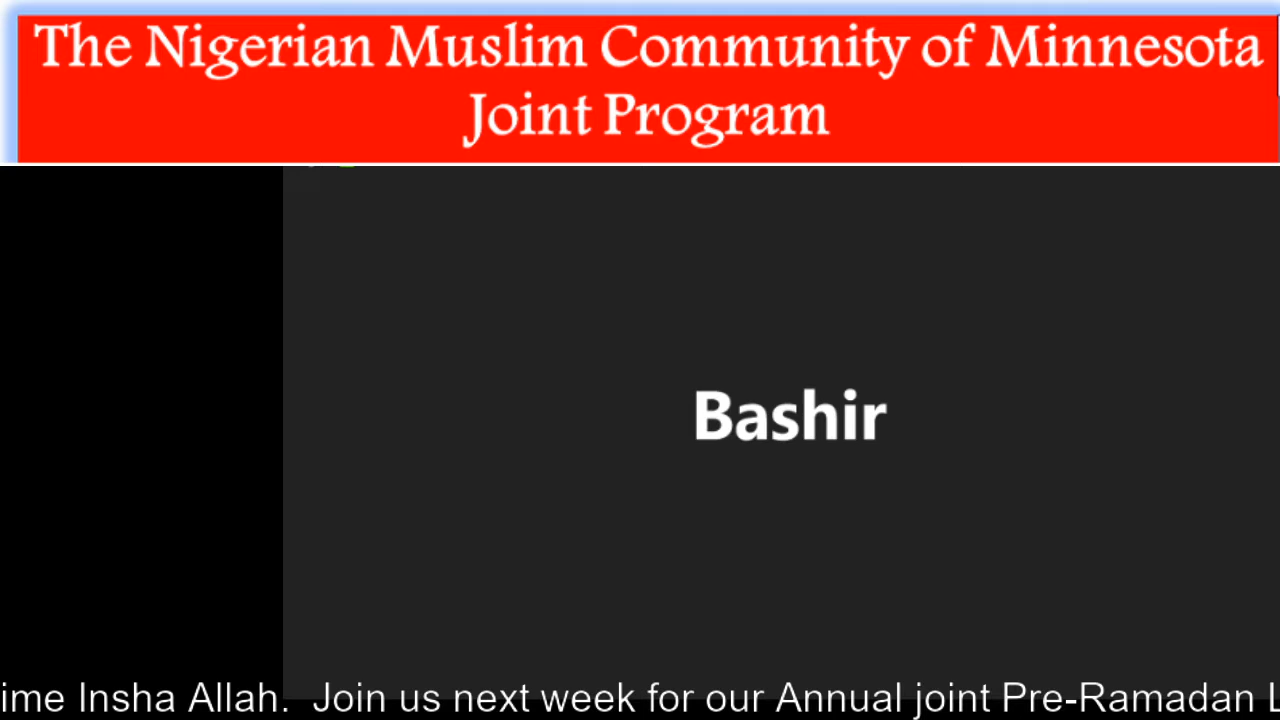 The Nigerian Muslim Community of Minnesota
Joint Program
Bashir
Insha Allah.  Join us next week for our Annual joint Pre-Ramadan